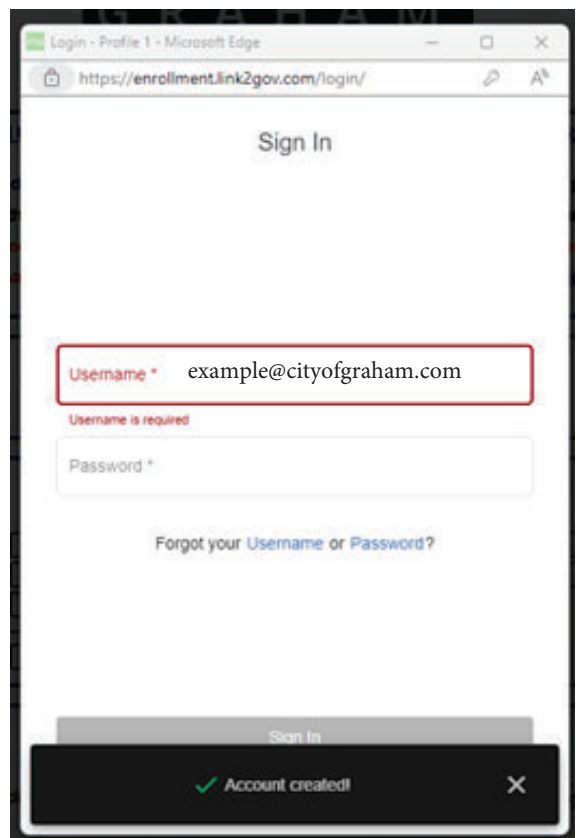 GRAHAM
Login - Profile 1 - Microsoft Edge
https://enrollment.link2gov.com/login/
Sign In
Username * example@cityofgraham.com
Username is required
Password *
Forgot your Username or Password?
Sign In
Account created!